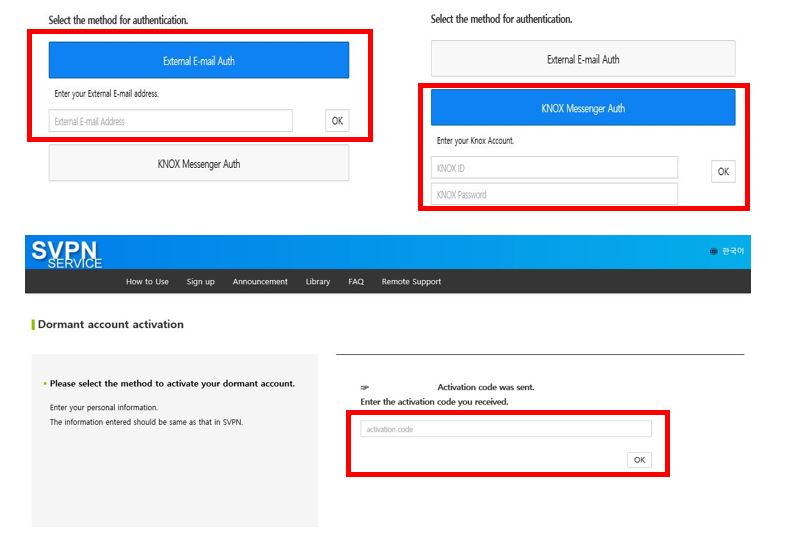 Select the method for authentication.
External E-mail Auth
Enter your External E-mail address.
External E-mail Address
OK
KNOX Messenger Auth
Select the method for authentication.
External E-mail Auth
KNOX Messenger Auth
Enter your Knox Account.
KNOX ID
OK
KNOX Password
SVPN
SERVICE
한국어
How to Use Sign up Announcement Library FAQ Remote Support
Dormant account activation
Please select the method to activate your dormant account.
Enter your personal information.
The information entered should be same as that in SVPN.
☞ Activation code was sent.
Enter the activation code you received.
activation code
OK